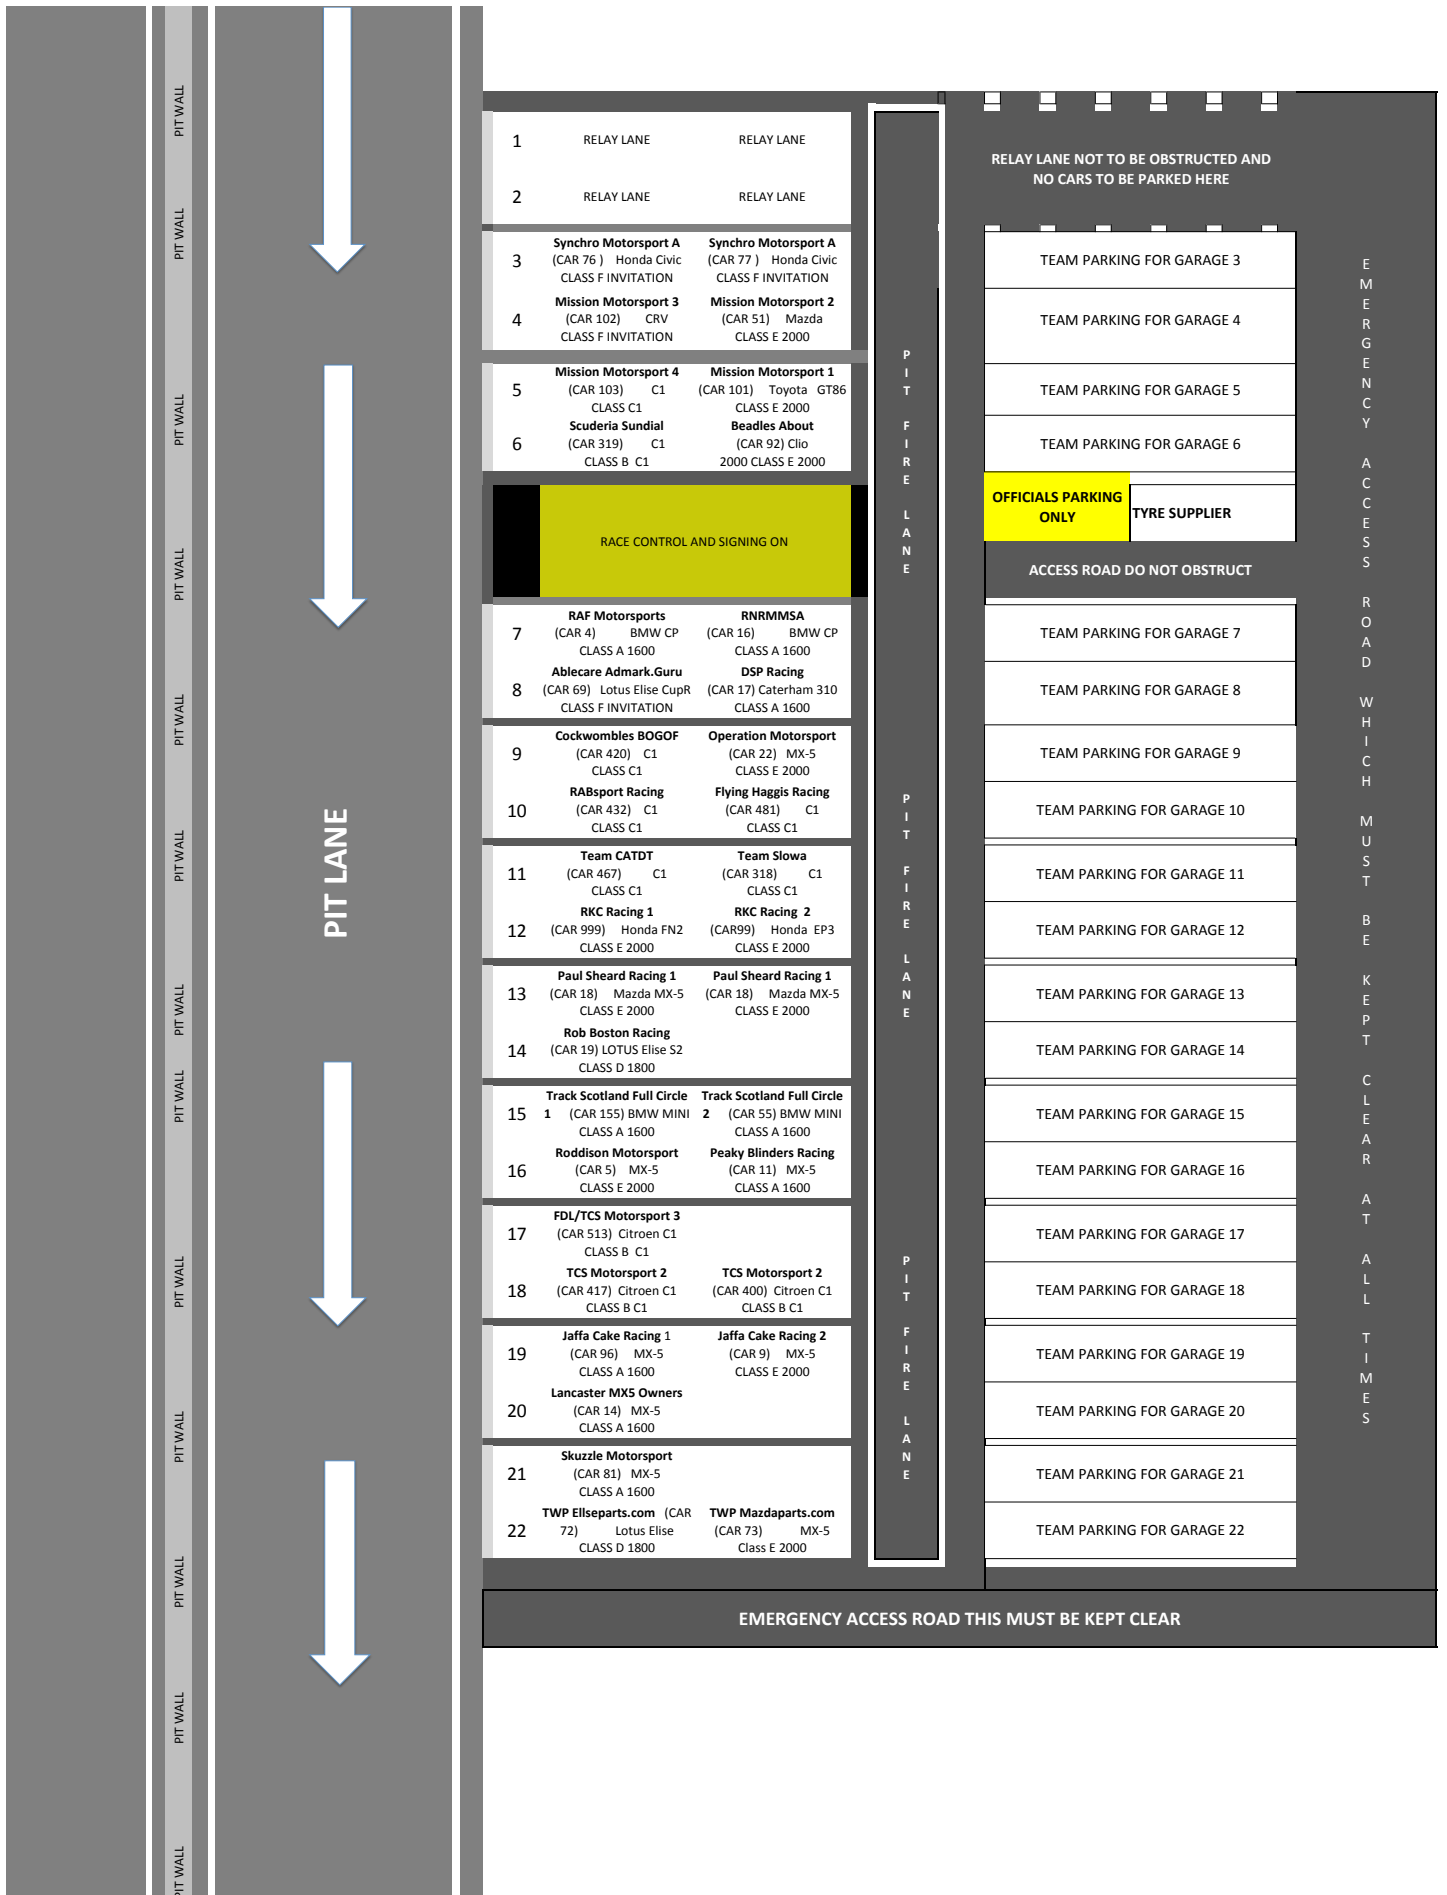 PIT WALL
PIT WALL
PIT WALL
PIT WALL
PIT WALL
PIT WALL
PIT WALL
PIT WALL
PIT WALL
PIT WALL
PIT WALL
PIT WALL
PIT WALL
PIT LANE
1 RELAY LANE RELAY LANE
2 RELAY LANE RELAY LANE
RELAY LANE NOT TO BE OBSTRUCTED AND
NO CARS TO BE PARKED HERE
Synchro Motorsport A Synchro Motorsport A
3 (CAR 76 ) Honda Civic (CAR 77 ) Honda Civic TEAM PARKING FOR GARAGE 3
CLASS F INVITATION CLASS F INVITATION
Mission Motorsport 3 Mission Motorsport 2
4 (CAR 102) CRV (CAR 51) Mazda TEAM PARKING FOR GARAGE 4
CLASS F INVITATION CLASS E 2000
Mission Motorsport 4 Mission Motorsport 1
5 (CAR 103) C1 (CAR 101) Toyota GT86 TEAM PARKING FOR GARAGE 5
CLASS C1 CLASS E 2000
Scuderia Sundial Beadles About
6 (CAR 319) C1 (CAR 92) Clio TEAM PARKING FOR GARAGE 6
CLASS B C1 2000 CLASS E 2000
OFFICIALS PARKING
ONLY
TYRE SUPPLIER
RACE CONTROL AND SIGNING ON
ACCESS ROAD DO NOT OBSTRUCT
RAF Motorsports RNRMMSA
7 (CAR 4) BMW CP (CAR 16) BMW CP TEAM PARKING FOR GARAGE 7
CLASS A 1600 CLASS A 1600
Ablecare Admark.Guru DSP Racing
8 (CAR 69) Lotus Elise CupR (CAR 17) Caterham 310 TEAM PARKING FOR GARAGE 8
CLASS F INVITATION CLASS A 1600
Cockwombles BOGOF Operation Motorsport
9 (CAR 420) C1 (CAR 22) MX-5 TEAM PARKING FOR GARAGE 9
CLASS C1 CLASS E 2000
RABsport Racing Flying Haggis Racing
10 (CAR 432) C1 (CAR 481) C1 TEAM PARKING FOR GARAGE 10
CLASS C1 CLASS C1
Team CATDT Team Slowa
11 (CAR 467) C1 (CAR 318) C1 TEAM PARKING FOR GARAGE 11
CLASS C1 CLASS C1
RKC Racing 1 RKC Racing 2
12 (CAR 999) Honda FN2 (CAR99) Honda EP3 TEAM PARKING FOR GARAGE 12
CLASS E 2000 CLASS E 2000
Paul Sheard Racing 1 Paul Sheard Racing 1
13 (CAR 18) Mazda MX-5 (CAR 18) Mazda MX-5 TEAM PARKING FOR GARAGE 13
CLASS E 2000 CLASS E 2000
Rob Boston Racing
14 (CAR 19) LOTUS Elise S2 TEAM PARKING FOR GARAGE 14
CLASS D 1800
Track Scotland Full Circle Track Scotland Full Circle
15 1 (CAR 155) BMW MINI 2 (CAR 55) BMW MINI TEAM PARKING FOR GARAGE 15
CLASS A 1600 CLASS A 1600
Roddison Motorsport Peaky Blinders Racing
16 (CAR 5) MX-5 (CAR 11) MX-5 TEAM PARKING FOR GARAGE 16
CLASS E 2000 CLASS A 1600
FDL/TCS Motorsport 3
17 (CAR 513) Citroen C1 TEAM PARKING FOR GARAGE 17
CLASS B C1
TCS Motorsport 2 TCS Motorsport 2
18 (CAR 417) Citroen C1 (CAR 400) Citroen C1 TEAM PARKING FOR GARAGE 18
CLASS B C1 CLASS B C1
Jaffa Cake Racing 1 Jaffa Cake Racing 2
19 (CAR 96) MX-5 (CAR 9) MX-5 TEAM PARKING FOR GARAGE 19
CLASS A 1600 CLASS E 2000
Lancaster MX5 Owners
20 (CAR 14) MX-5 TEAM PARKING FOR GARAGE 20
CLASS A 1600
Skuzzle Motorsport
21 (CAR 81) MX-5 TEAM PARKING FOR GARAGE 21
CLASS A 1600
TWP Ellseparts.com (CAR TWP Mazdaparts.com
22 72) Lotus Elise (CAR 73) MX-5 TEAM PARKING FOR GARAGE 22
CLASS D 1800 Class E 2000
PIT FIRE LANE
PIT FIRE LANE
PIT FIRE LANE
EMERGENCY ACCESS ROAD WHICH MUST BE KEPT CLEAR AT ALL TIMES
EMERGENCY ACCESS ROAD THIS MUST BE KEPT CLEAR